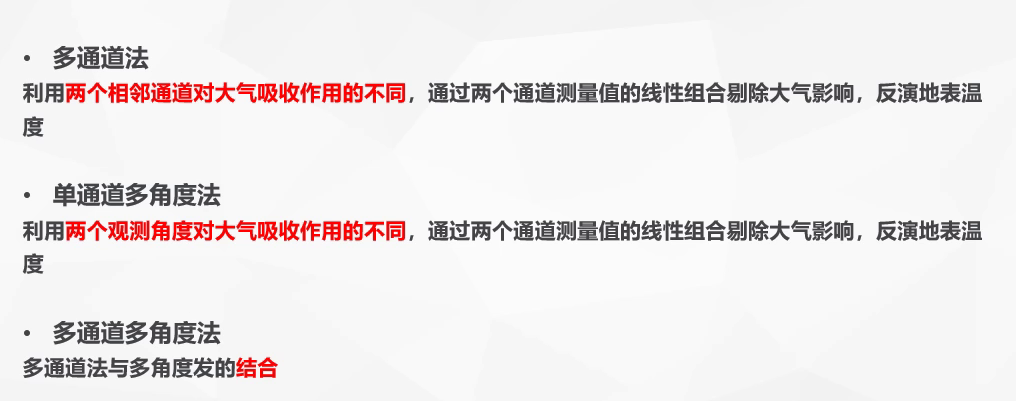 • 多通道法
利用两个相邻通道对大气吸收作用的不同，通过两个通道测量值的线性组合剔除大气影响，反演地表温
度
• 单通道多角度法
利用两个观测角度对大气吸收作用的不同，通过两个通道测量值的线性组合剔除大气影响，反演地表温
度
• 多通道多角度法
多通道法与多角度发的结合